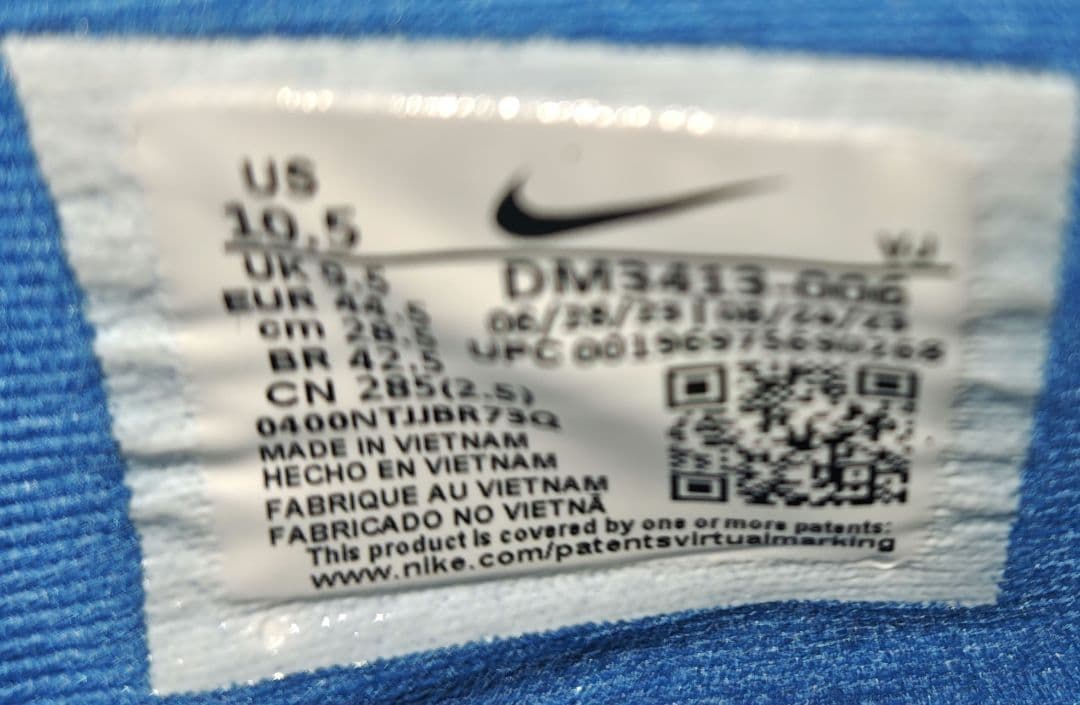 US
10.5
UK 9.5
EUR 44.5
cm 28.5
BR 42.5
CN 285(2.5)
MADE IN VIETNAM
HECHO EN VIETNAM
FABRIQUE AU VIETNAM
FABRICADO NO VIETNÃ
This product is covered by one or more patents:
www.nike.com/patentsvirtualmarking
DM3413-006
UPC